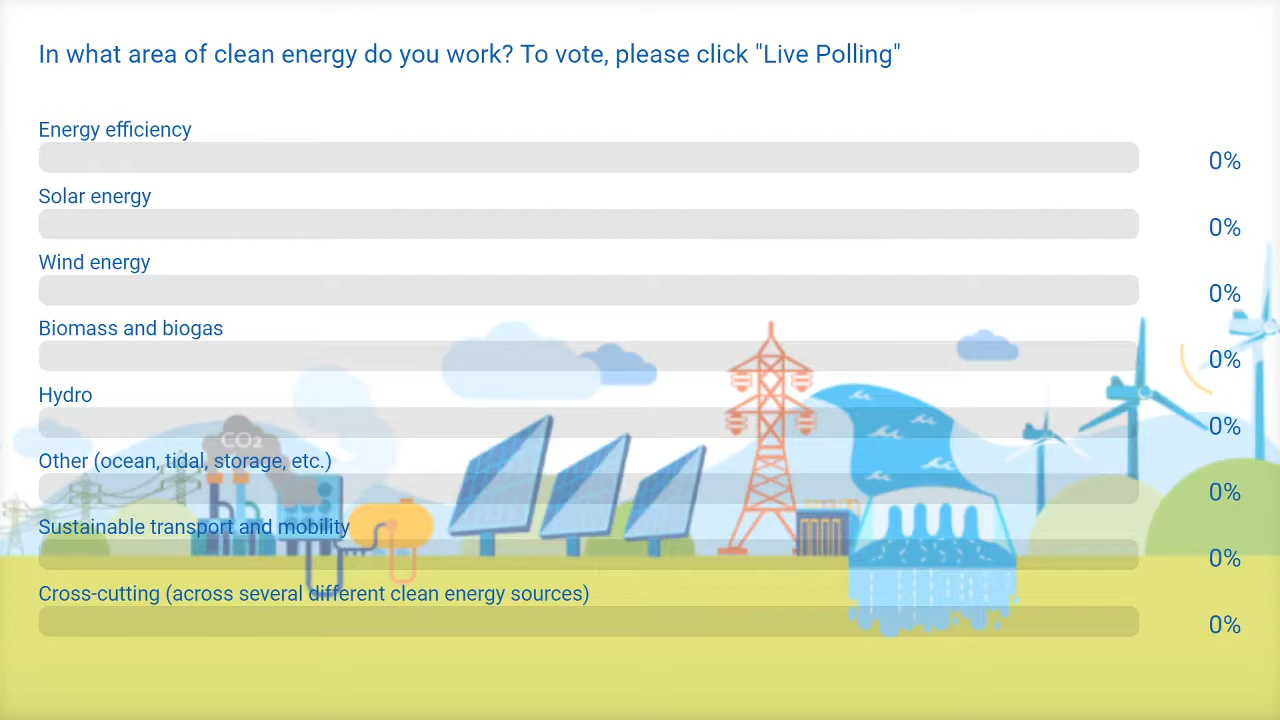 In what area of clean energy do you work? To vote, please click "Live Polling"
Energy efficiency
0%
Solar energy
0%
Wind energy
0%
Biomass and biogas
0%
Hydro
0%
CO₂
Other (ocean, tidal, storage, etc.)
0%
Sustainable transport and mobility
0%
Cross-cutting (across several different clean energy sources)
0%